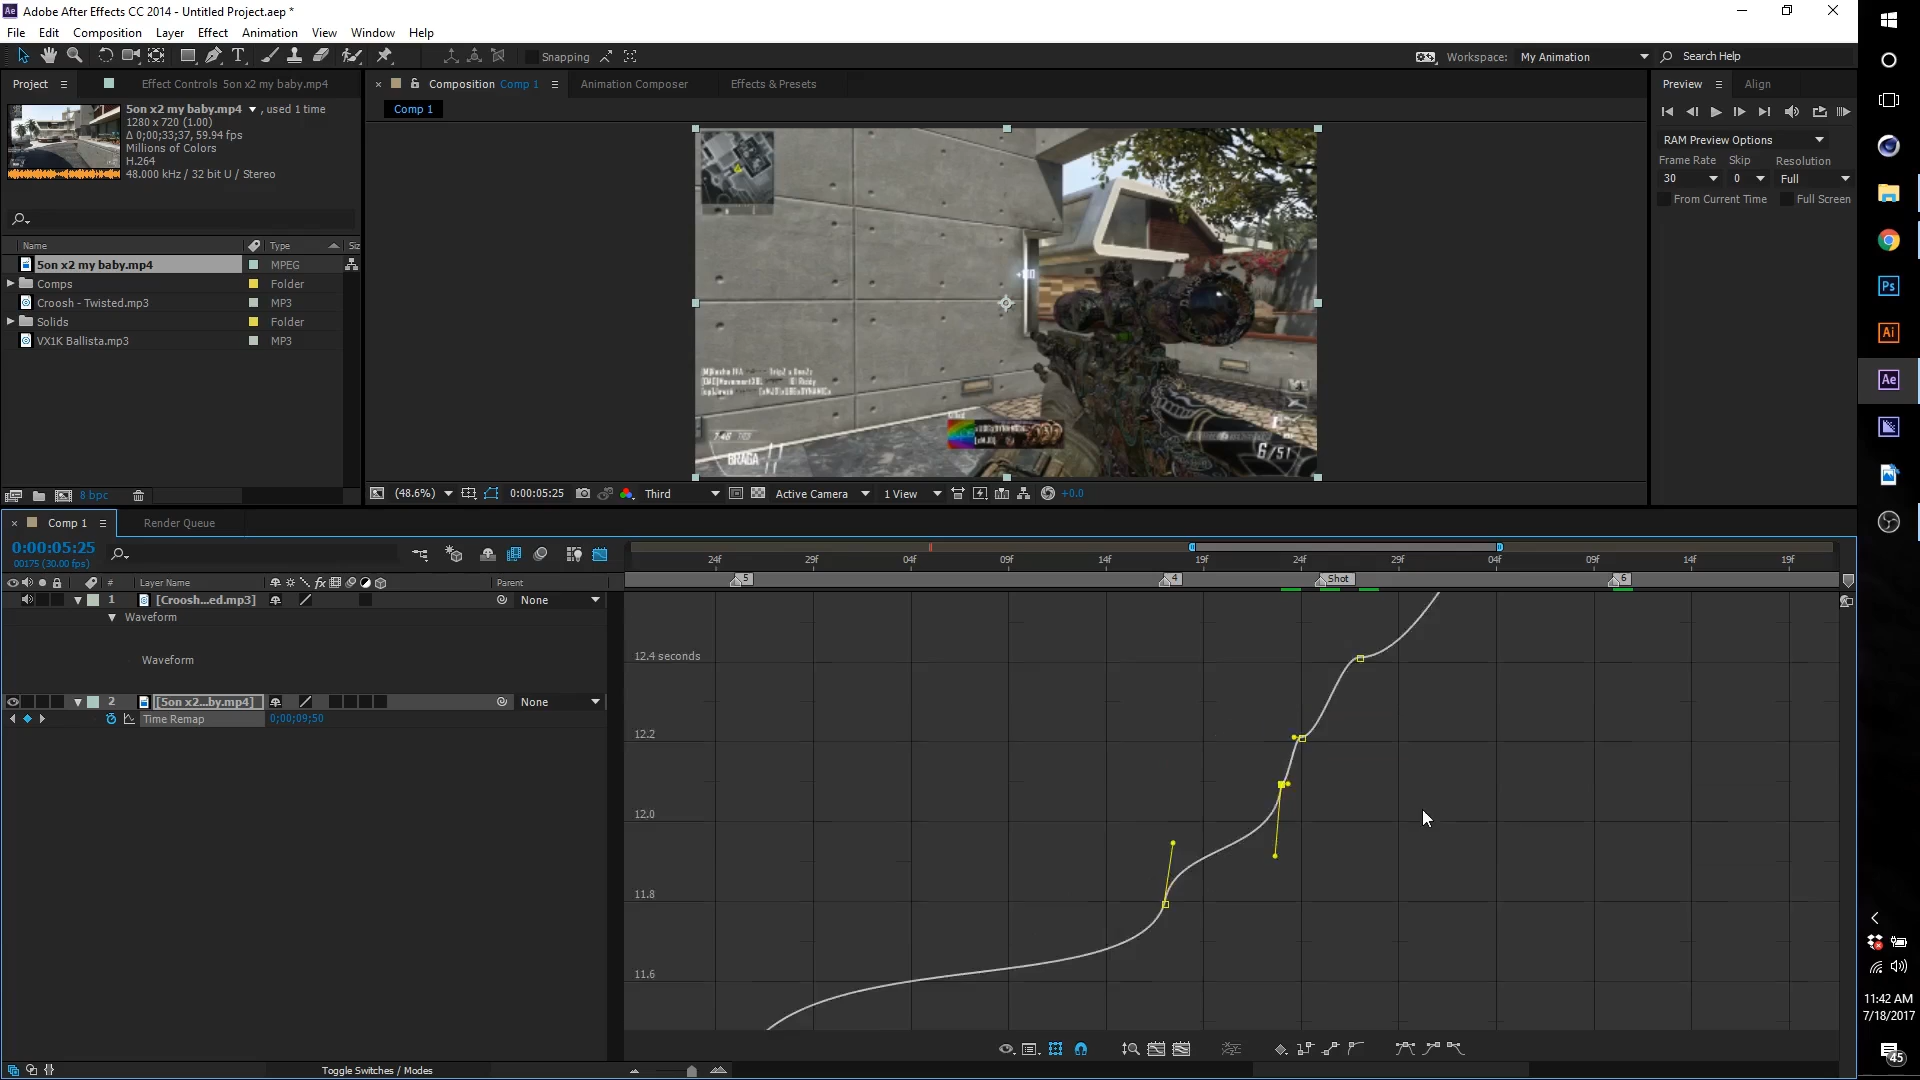 Adobe After Effects CC 2014 - Untitled Project.aep *
File Edit Composition Layer Effect Animation View Window Help
Snapping
Workspace: My Animation
Search Help
Project
Effect Controls 5on x2 my baby.mp4
Composition Comp 1
Animation Composer
Effects & Presets
Preview
Align
Comp 1
5on x2 my baby.mp4 , used 1 time
1280 x 720 (1.00)
Δ 0;00;33;37, 59.94 fps
Millions of Colors
H.264
48.000 kHz / 32 bit U / Stereo
RAM Preview Options
Frame Rate Skip Resolution
30 0 Full
From Current Time Full Screen
Name Type Siz
5on x2 my baby.mp4 MPEG
Comps Folder
Croosh - Twisted.mp3 MP3
Solids Folder
VX1K Ballista.mp3 MP3
BRAGA
6/51
8 bpc
(48.6%) 0:00:05:25 Third Active Camera 1 View +0.0
Comp 1
Render Queue
0:00:05:25
00175 (30.00 fps)
24f 29f 04f 09f 14f 19f 24f 29f 04f 09f 14f 19f
5 4 Shot 6
# Layer Name Parent
1 [Croosh...ed.mp3] None
Waveform
Waveform
2 [5on x2...by.mp4] None
Time Remap 0;00;09;50
12.4 seconds
12.2
12.0
11.8
11.6
Toggle Switches / Modes
Ps
Ai
Ae
11:42 AM
7/18/2017
45